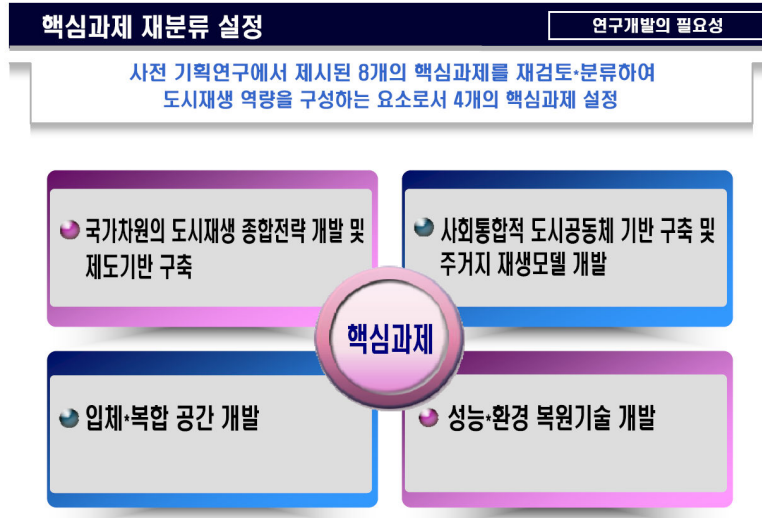 핵심과제 재분류 설정
연구개발의 필요성
사전 기획연구에서 제시된 8개의 핵심과제를 재검토*분류하여
도시재생 역량을 구성하는 요소로서 4개의 핵심과제 설정
국가차원의 도시재생 종합전략 개발 및
제도기반 구축
사회통합적 도시공동체 기반 구축 및
주거지 재생모델 개발
핵심과제
입체*복합 공간 개발
성능*환경 복원기술 개발